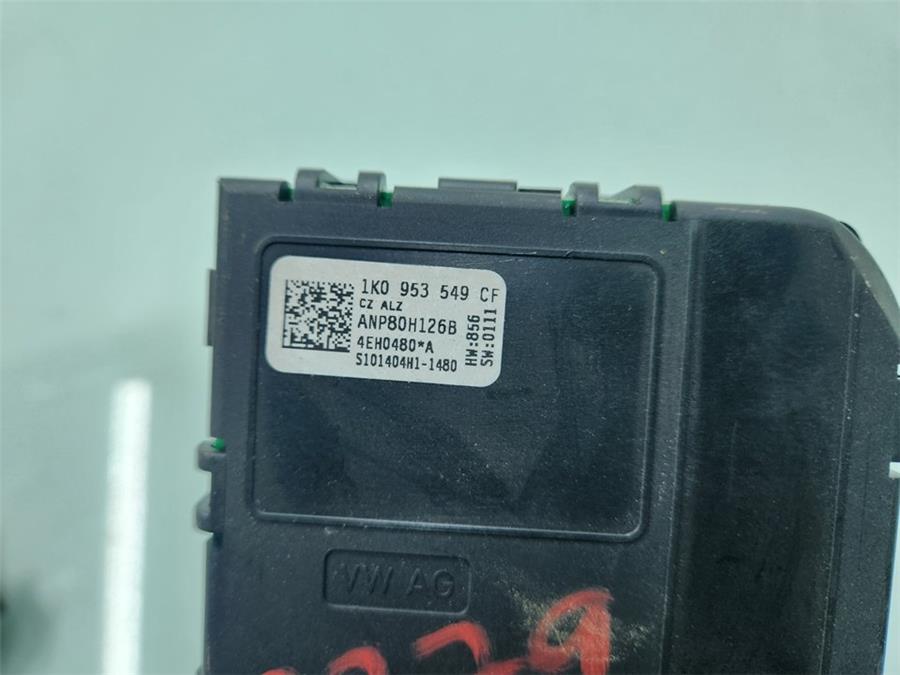 1K0 953 549 CF
CZ ALZ
ANP80H126B
4EH0480*A
S101404H1-1480
HW:856
SW:0111
VW AG